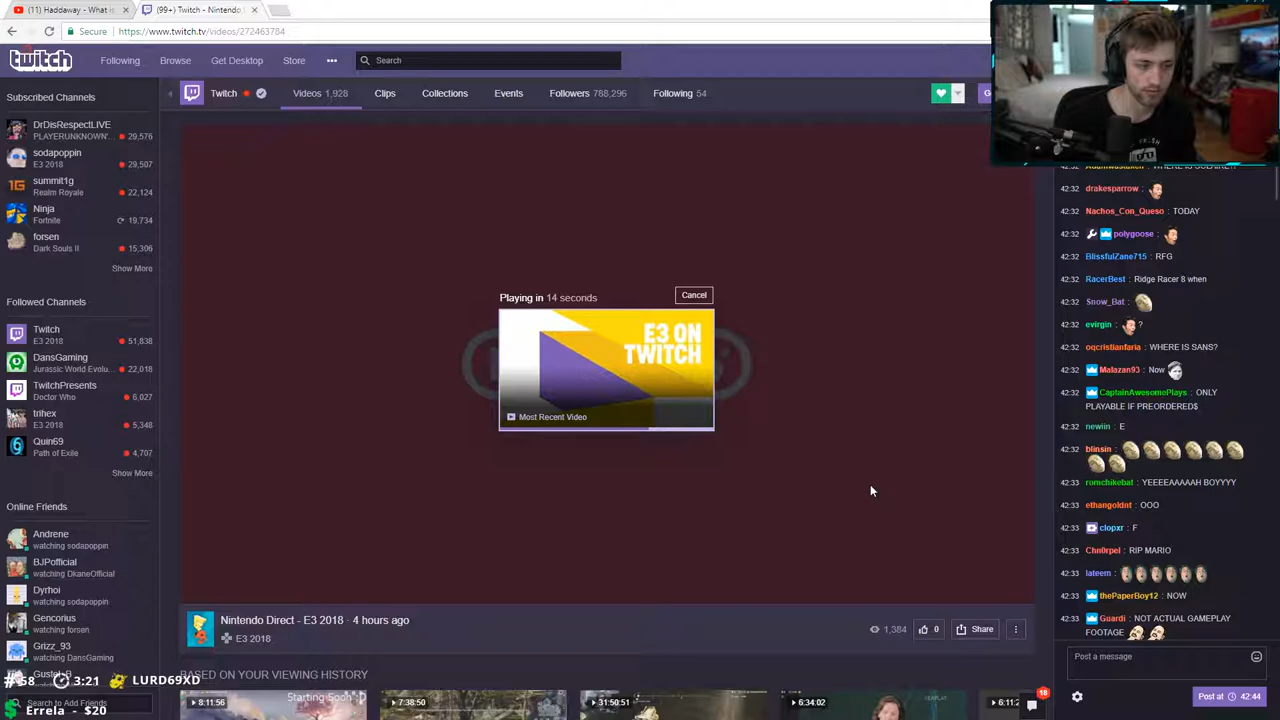 (11) Haddaway - What is
(99+) Twitch - Nintendo
Secure
https://www.twitch.tv/videos/272463784
twitch
Following
Browse
Get Desktop
Store
Search
Twitch
Videos 1,928
Clips
Collections
Events
Followers 788,296
Following 54
Subscribed Channels
DrDisRespectLIVE
PLAYERUNKNOWN'...
29,576
sodapoppin
E3 2018
29,507
summit1g
Realm Royale
22,124
Ninja
Fortnite
19,734
forsen
Dark Souls II
15,306
Show More
Followed Channels
Twitch
E3 2018
51,838
DansGaming
Jurassic World Evolu...
22,018
TwitchPresents
Doctor Who
6,027
trihex
E3 2018
5,348
Quin69
Path of Exile
4,707
Show More
Online Friends
Andrene
watching sodapoppin
BJPofficial
watching DkaneOfficial
Dyrhoi
watching sodapoppin
Gencorius
watching forsen
Grizz_93
watching DansGaming
Search to Add Friends
3:21
LURD69XD
Errela - $20
Playing in 14 seconds
Cancel
E3 ON
TWITCH
Most Recent Video
Nintendo Direct - E3 2018 · 4 hours ago
E3 2018
1,384
0
Share
BASED ON YOUR VIEWING HISTORY
8:11:56
Starting Soon
7:38:50
31:50:51
6:34:02
42:32 drakesparrow :
42:32 Nachos_Con_Queso : TODAY
42:32 polygoose :
42:32 BlissfulZane715 : RFG
42:32 RacerBest : Ridge Racer 8 when
42:32 Snow_Bat :
42:32 evirgin : ?
42:32 oqcristianfaria : WHERE IS SANS?
42:32 Malazan93 : Now
42:32 CaptainAwesomePlays : ONLY
PLAYABLE IF PREORDERED$
42:32 newiin : E
42:32 blinsin :
42:33 romchikebat : YEEEEAAAAAH BOYYYY
42:33 ethangoldnt : OOO
42:33 clopxr : F
42:33 Chn0rpel : RIP MARIO
42:33 lateem :
42:33 thePaperBoy12 : NOW
42:33 Guardi : NOT ACTUAL GAMEPLAY
FOOTAGE
Post a message
Post at 42:44
18